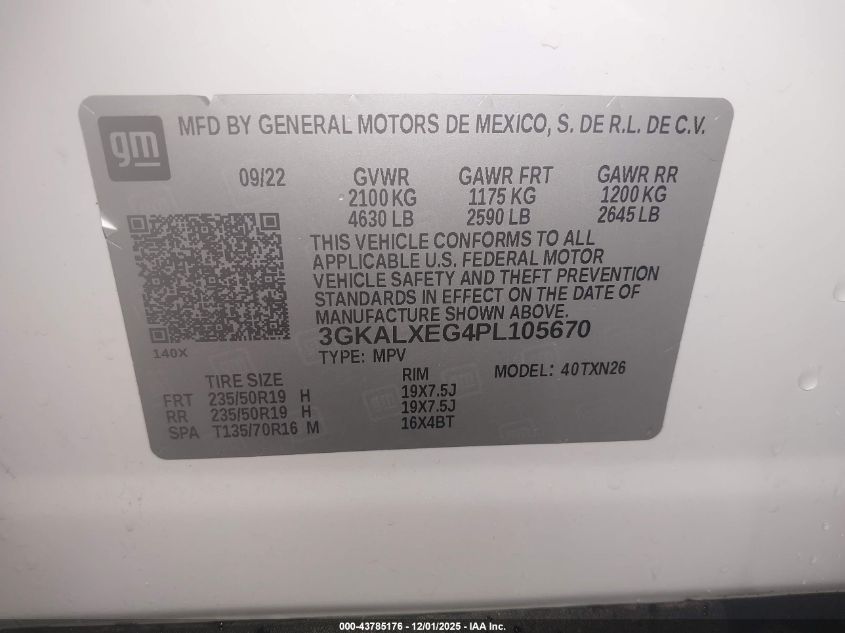 gm
MFD BY GENERAL MOTORS DE MEXICO, S. DE R.L. DE C.V.
09/22 GVWR GAWR FRT GAWR RR
2100 KG 1175 KG 1200 KG
4630 LB 2590 LB 2645 LB
THIS VEHICLE CONFORMS TO ALL
APPLICABLE U.S. FEDERAL MOTOR
VEHICLE SAFETY AND THEFT PREVENTION
STANDARDS IN EFFECT ON THE DATE OF
MANUFACTURE SHOWN ABOVE.
3GKALXEG4PL105670
140X
TYPE: MPV
TIRE SIZE RIM MODEL: 40TXN26
FRT 235/50R19 H 19X7.5J
RR 235/50R19 H 19X7.5J
SPA T135/70R16 M 16X4BT
000-43785176 - 12/01/2025 - IAA Inc.